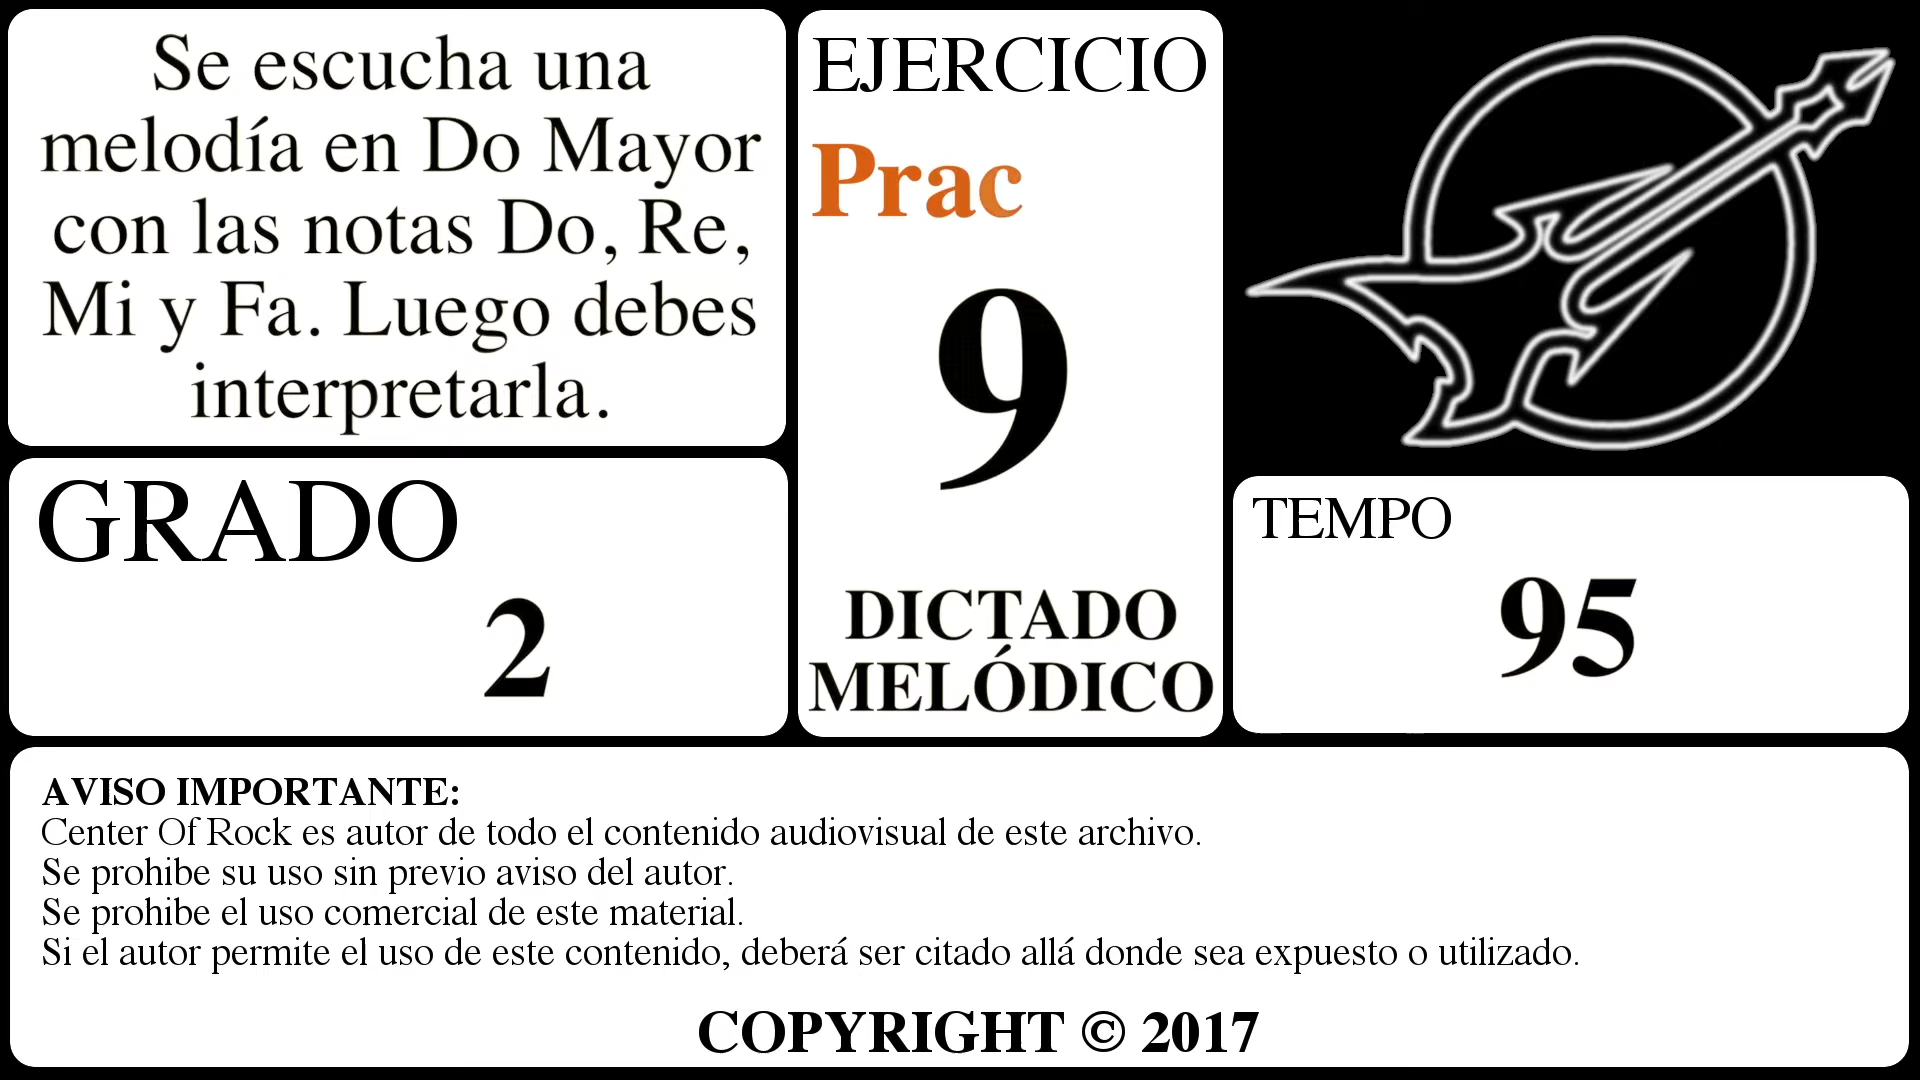 Se escucha una
melodía en Do Mayor
con las notas Do, Re,
Mi y Fa. Luego debes
interpretarla.
EJERCICIO
Prac
9
DICTADO
MELÓDICO
GRADO
2
TEMPO
95
AVISO IMPORTANTE:
Center Of Rock es autor de todo el contenido audiovisual de este archivo.
Se prohibe su uso sin previo aviso del autor.
Se prohibe el uso comercial de este material.
Si el autor permite el uso de este contenido, deberá ser citado allá donde sea expuesto o utilizado.
COPYRIGHT © 2017